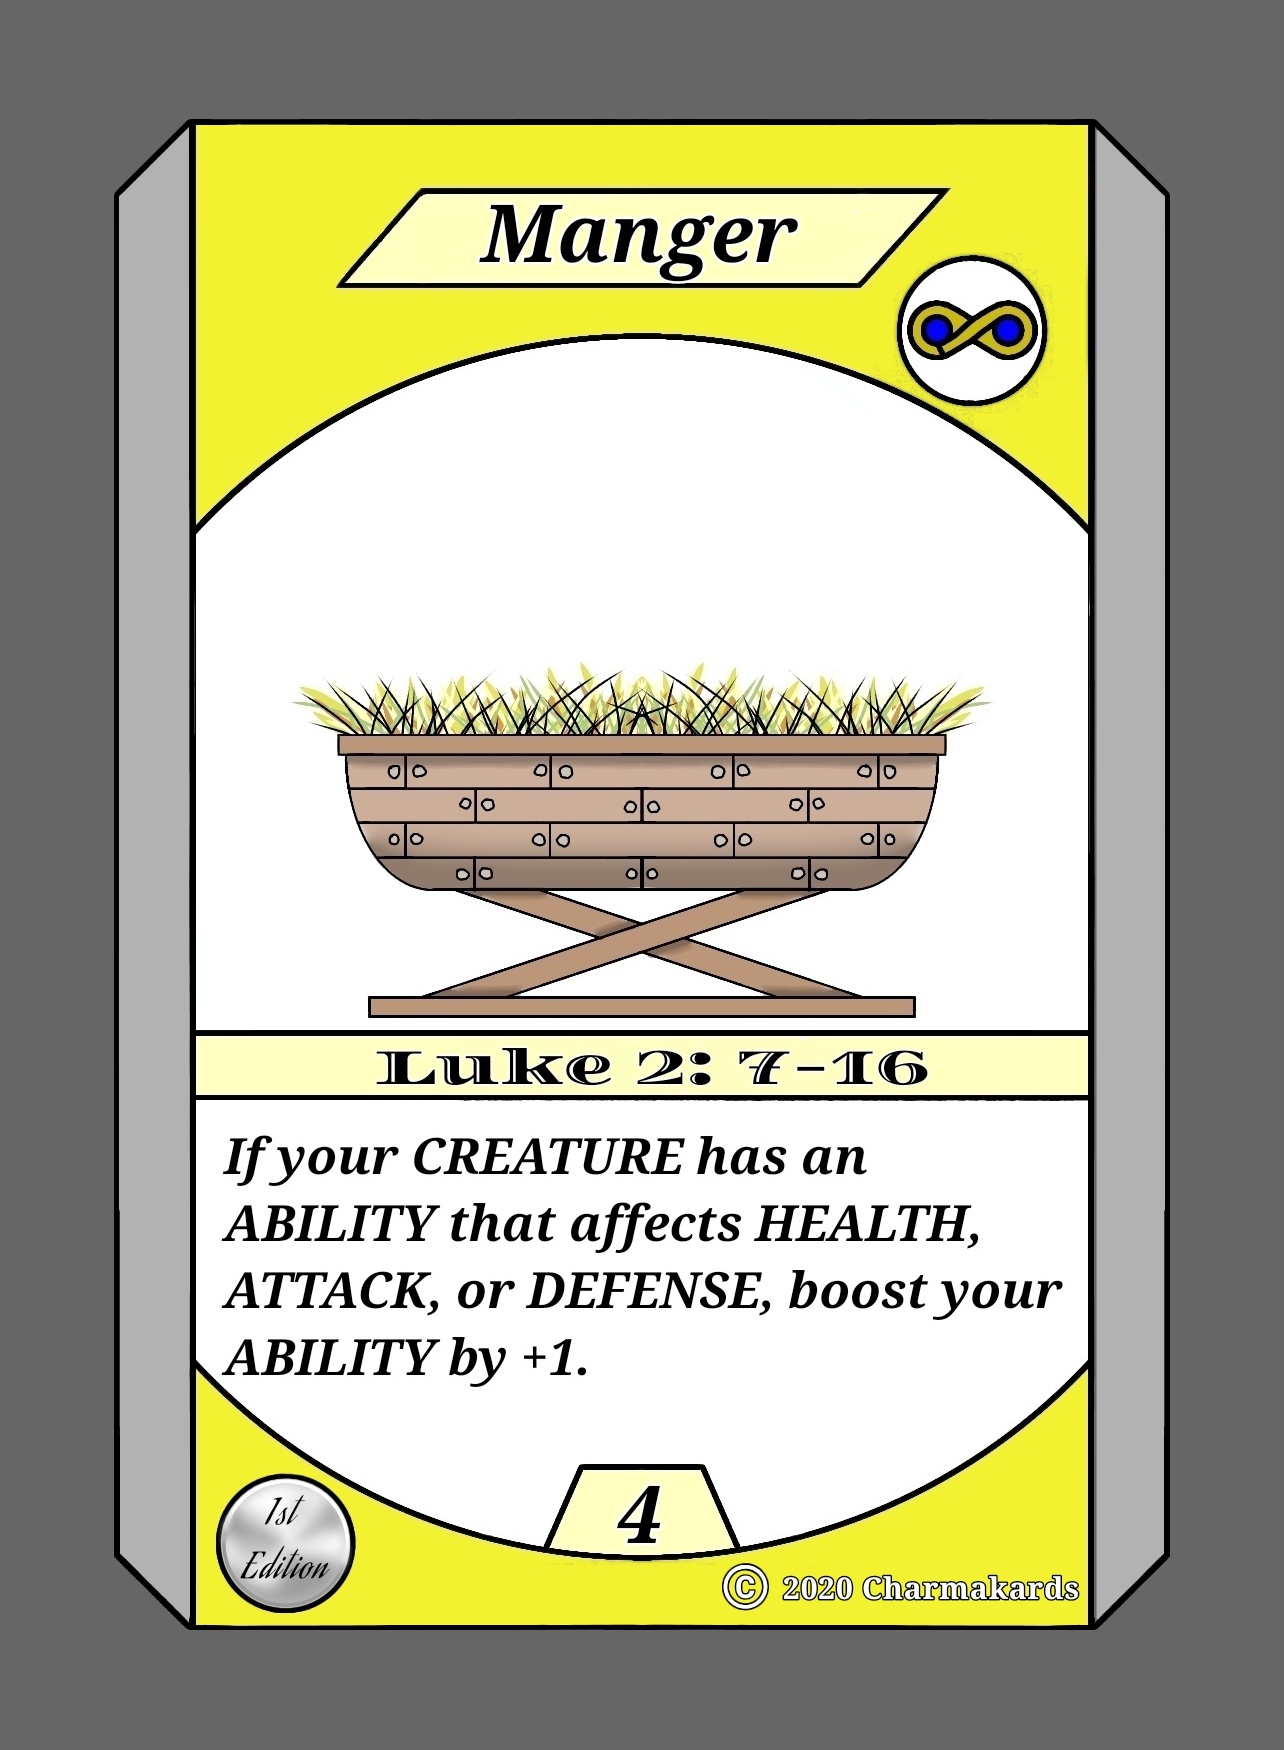 Manger
Luke 2: 7-16
If your CREATURE has an
ABILITY that affects HEALTH,
ATTACK, or DEFENSE, boost your
ABILITY by +1.
4
1st
Edition
© 2020 Charmakards